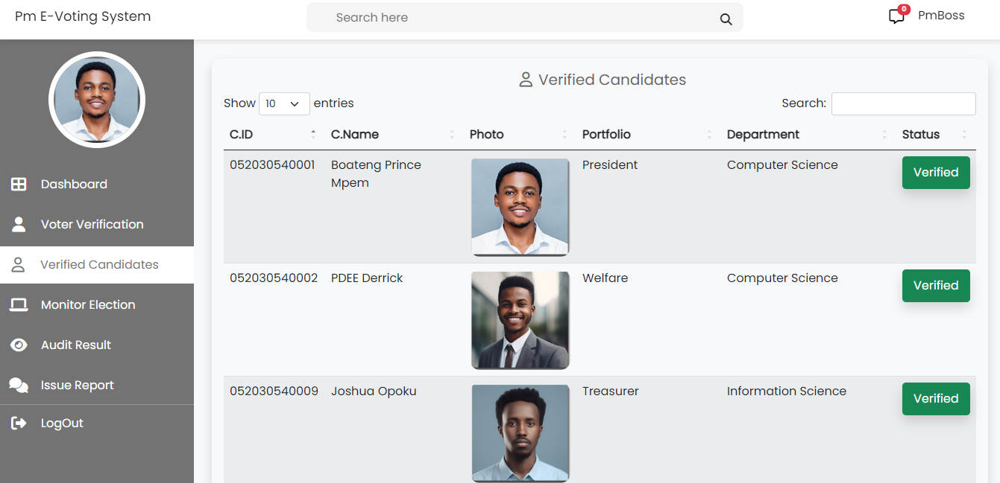 Pm E-Voting System
Search here
0
PmBoss
Dashboard
Voter Verification
Verified Candidates
Monitor Election
Audit Result
Issue Report
LogOut
Verified Candidates
Show 10 entries
Search:
C.ID C.Name Photo Portfolio Department Status
052030540001 Boateng Prince President Computer Science Verified
Mpem
052030540002 PDEE Derrick Welfare Computer Science Verified
052030540009 Joshua Opoku Treasurer Information Science Verified